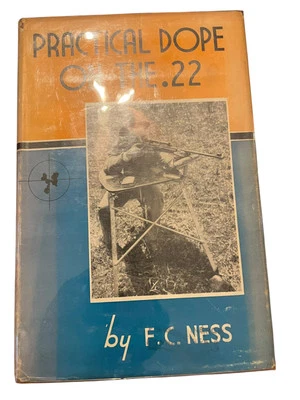 PRACTICAL DOPE
ON THE .22
by F. C. NESS